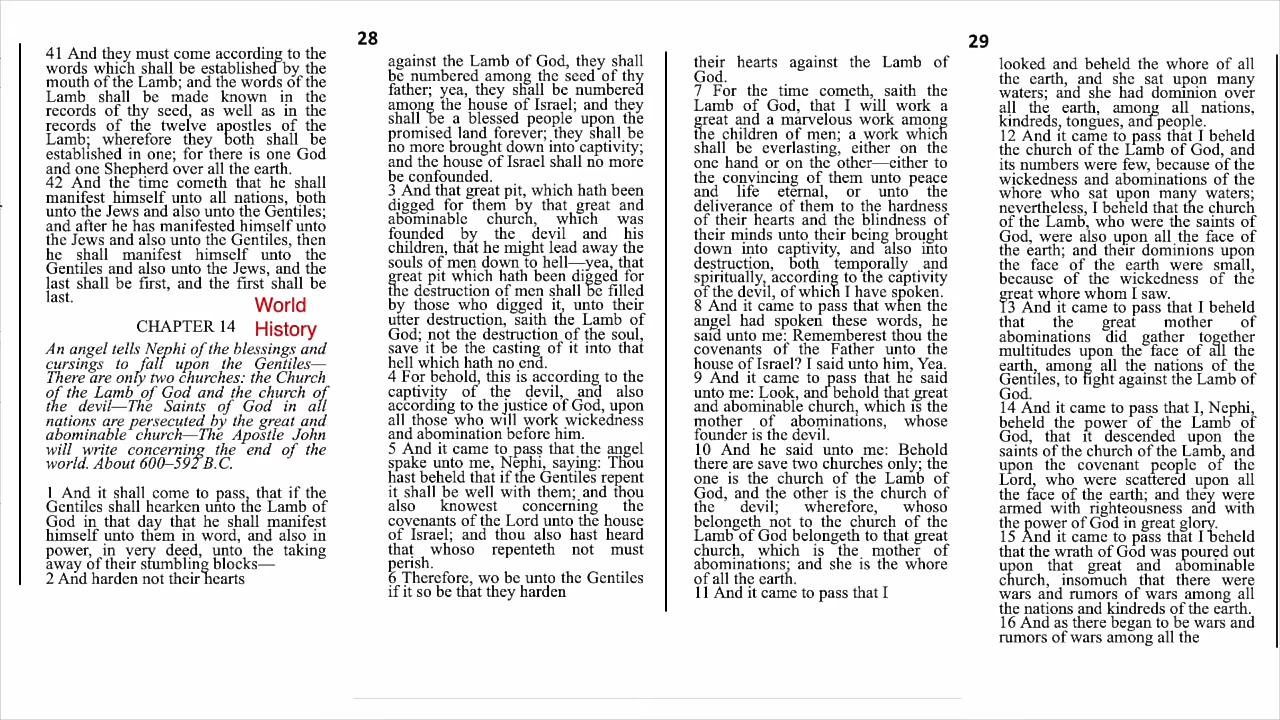 41 And they must come according to the
words which shall be established by the
mouth of the Lamb; and the words of the
Lamb shall be made known in the
records of thy seed, as well as in the
records of the twelve apostles of the
Lamb; wherefore they both shall be
established in one; for there is one God
and one Shepherd over all the earth.
42 And the time cometh that he shall
manifest himself unto all nations, both
unto the Jews and also unto the Gentiles;
and after he has manifested himself unto
the Jews and also unto the Gentiles, then
he shall manifest himself unto the
Gentiles and also unto the Jews, and the
last shall be first, and the first shall be
last.
World
History
CHAPTER 14
An angel tells Nephi of the blessings and
cursings to fall upon the Gentiles—
There are only two churches: the Church
of the Lamb of God and the church of
the devil—The Saints of God in all
nations are persecuted by the great and
abominable church—The Apostle John
will write concerning the end of the
world. About 600–592 B.C.
1 And it shall come to pass, that if the
Gentiles shall hearken unto the Lamb of
God in that day that he shall manifest
himself unto them in word, and also in
power, in very deed, unto the taking
away of their stumbling blocks—
2 And harden not their hearts
28
against the Lamb of God, they shall
be numbered among the seed of thy
father; yea, they shall be numbered
among the house of Israel; and they
shall be a blessed people upon the
promised land forever; they shall be
no more brought down into captivity;
and the house of Israel shall no more
be confounded.
3 And that great pit, which hath been
digged for them by that great and
abominable church, which was
founded by the devil and his
children, that he might lead away the
souls of men down to hell—yea, that
great pit which hath been digged for
the destruction of men shall be filled
by those who digged it, unto their
utter destruction, saith the Lamb of
God; not the destruction of the soul,
save it be the casting of it into that
hell which hath no end.
4 For behold, this is according to the
captivity of the devil, and also
according to the justice of God, upon
all those who will work wickedness
and abomination before him.
5 And it came to pass that the angel
spake unto me, Nephi, saying: Thou
hast beheld that if the Gentiles repent
it shall be well with them; and thou
also knowest concerning the
covenants of the Lord unto the house
of Israel; and thou also hast heard
that whoso repenteth not must
perish.
6 Therefore, wo be unto the Gentiles
if it so be that they harden
their hearts against the Lamb of
God.
7 For the time cometh, saith the
Lamb of God, that I will work a
great and a marvelous work among
the children of men; a work which
shall be everlasting, either on the
one hand or on the other—either to
the convincing of them unto peace
and life eternal, or unto the
deliverance of them to the hardness
of their hearts and the blindness of
their minds unto their being brought
down into captivity, and also into
destruction, both temporally and
spiritually, according to the captivity
of the devil, of which I have spoken.
8 And it came to pass that when the
angel had spoken these words, he
said unto me: Rememberest thou the
covenants of the Father unto the
house of Israel? I said unto him, Yea.
9 And it came to pass that he said
unto me: Look, and behold that great
and abominable church, which is the
mother of abominations, whose
founder is the devil.
10 And he said unto me: Behold
there are save two churches only; the
one is the church of the Lamb of
God, and the other is the church of
the devil; wherefore, whoso
belongeth not to the church of the
Lamb of God belongeth to that great
church, which is the mother of
abominations; and she is the whore
of all the earth.
11 And it came to pass that I
29
looked and beheld the whore of all
the earth, and she sat upon many
waters; and she had dominion over
all the earth, among all nations,
kindreds, tongues, and people.
12 And it came to pass that I beheld
the church of the Lamb of God, and
its numbers were few, because of the
wickedness and abominations of the
whore who sat upon many waters;
nevertheless, I beheld that the church
of the Lamb, who were the saints of
God, were also upon all the face of
the earth; and their dominions upon
the face of the earth were small,
because of the wickedness of the
great whore whom I saw.
13 And it came to pass that I beheld
that the great mother of
abominations did gather together
multitudes upon the face of all the
earth, among all the nations of the
Gentiles, to fight against the Lamb of
God.
14 And it came to pass that I, Nephi,
beheld the power of the Lamb of
God, that it descended upon the
saints of the church of the Lamb, and
upon the covenant people of the
Lord, who were scattered upon all
the face of the earth; and they were
armed with righteousness and with
the power of God in great glory.
15 And it came to pass that I beheld
that the wrath of God was poured out
upon that great and abominable
church, insomuch that there were
wars and rumors of wars among all
the nations and kindreds of the earth.
16 And as there began to be wars and
rumors of wars among all the